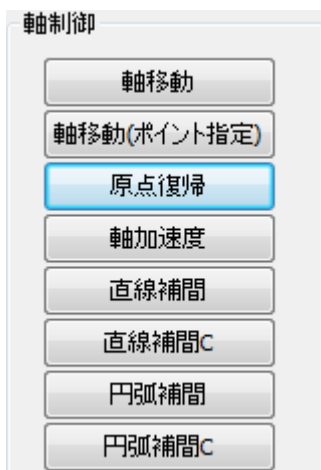 軸制御
軸移動
軸移動(ポイント指定)
原点復帰
軸加速度
直線補間
直線補間C
円弧補間
円弧補間C